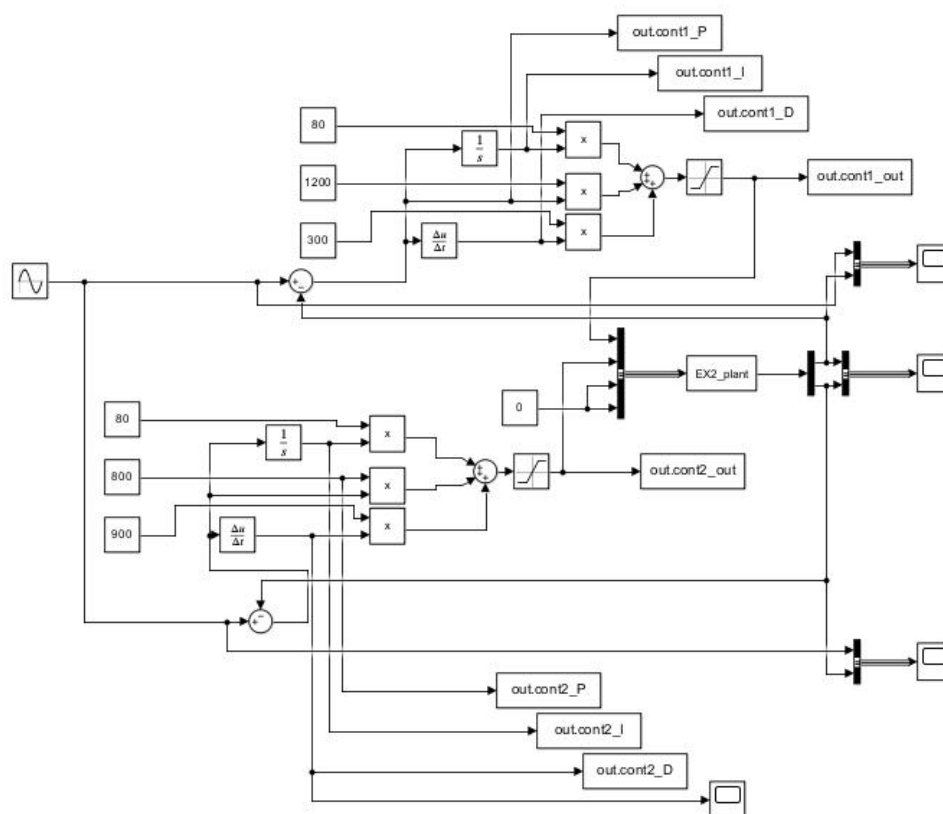 out.cont1_P
out.cont1_I
out.cont1_D
80
1
s
x
1200
x
out.cont1_out
300
Δu
Δt
x
+
-
+
+
+
EX2_plant
0
80
1
s
x
800
x
out.cont2_out
900
Δu
Δt
x
+
+
+
-
+
out.cont2_P
out.cont2_I
out.cont2_D